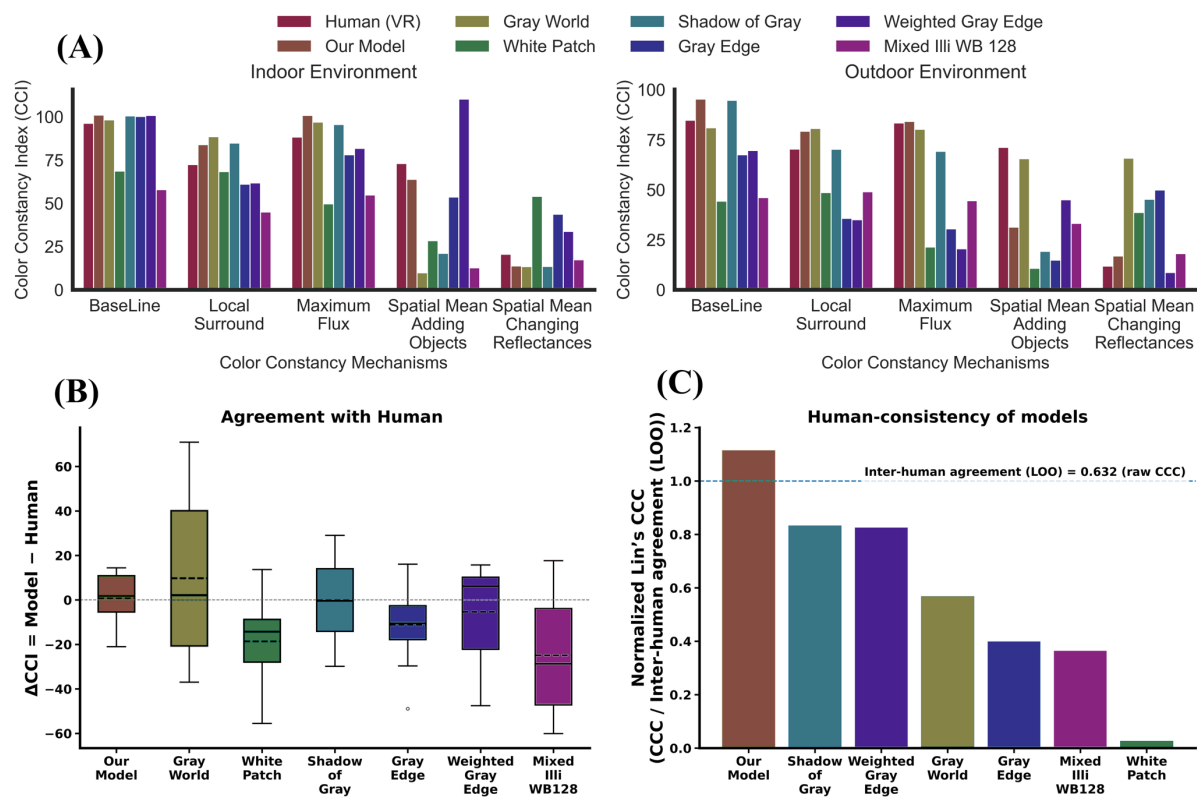 Human (VR) Gray World Shadow of Gray Weighted Gray Edge
Our Model White Patch Gray Edge Mixed Illi WB 128
(A)
Indoor Environment
Color Constancy Index (CCI)
100
75
50
25
0
BaseLine Local Surround Maximum Flux Spatial Mean Adding Objects Spatial Mean Changing Reflectances
Color Constancy Mechanisms
Outdoor Environment
Color Constancy Index (CCI)
100
75
50
25
0
BaseLine Local Surround Maximum Flux Spatial Mean Adding Objects Spatial Mean Changing Reflectances
Color Constancy Mechanisms
(B)
Agreement with Human
ΔCCI = Model − Human
60
40
20
0
−20
−40
−60
Our Model Gray World White Patch Shadow of Gray Gray Edge Weighted Gray Edge Mixed Illi WB128
(C)
Human-consistency of models
Normalized Lin's CCC
(CCC / Inter-human agreement (LOO))
1.2
1.0
0.8
0.6
0.4
0.2
0.0
Inter-human agreement (LOO) = 0.632 (raw CCC)
Our Model Shadow of Gray Weighted Gray Edge Gray World Gray Edge Mixed Illi WB128 White Patch